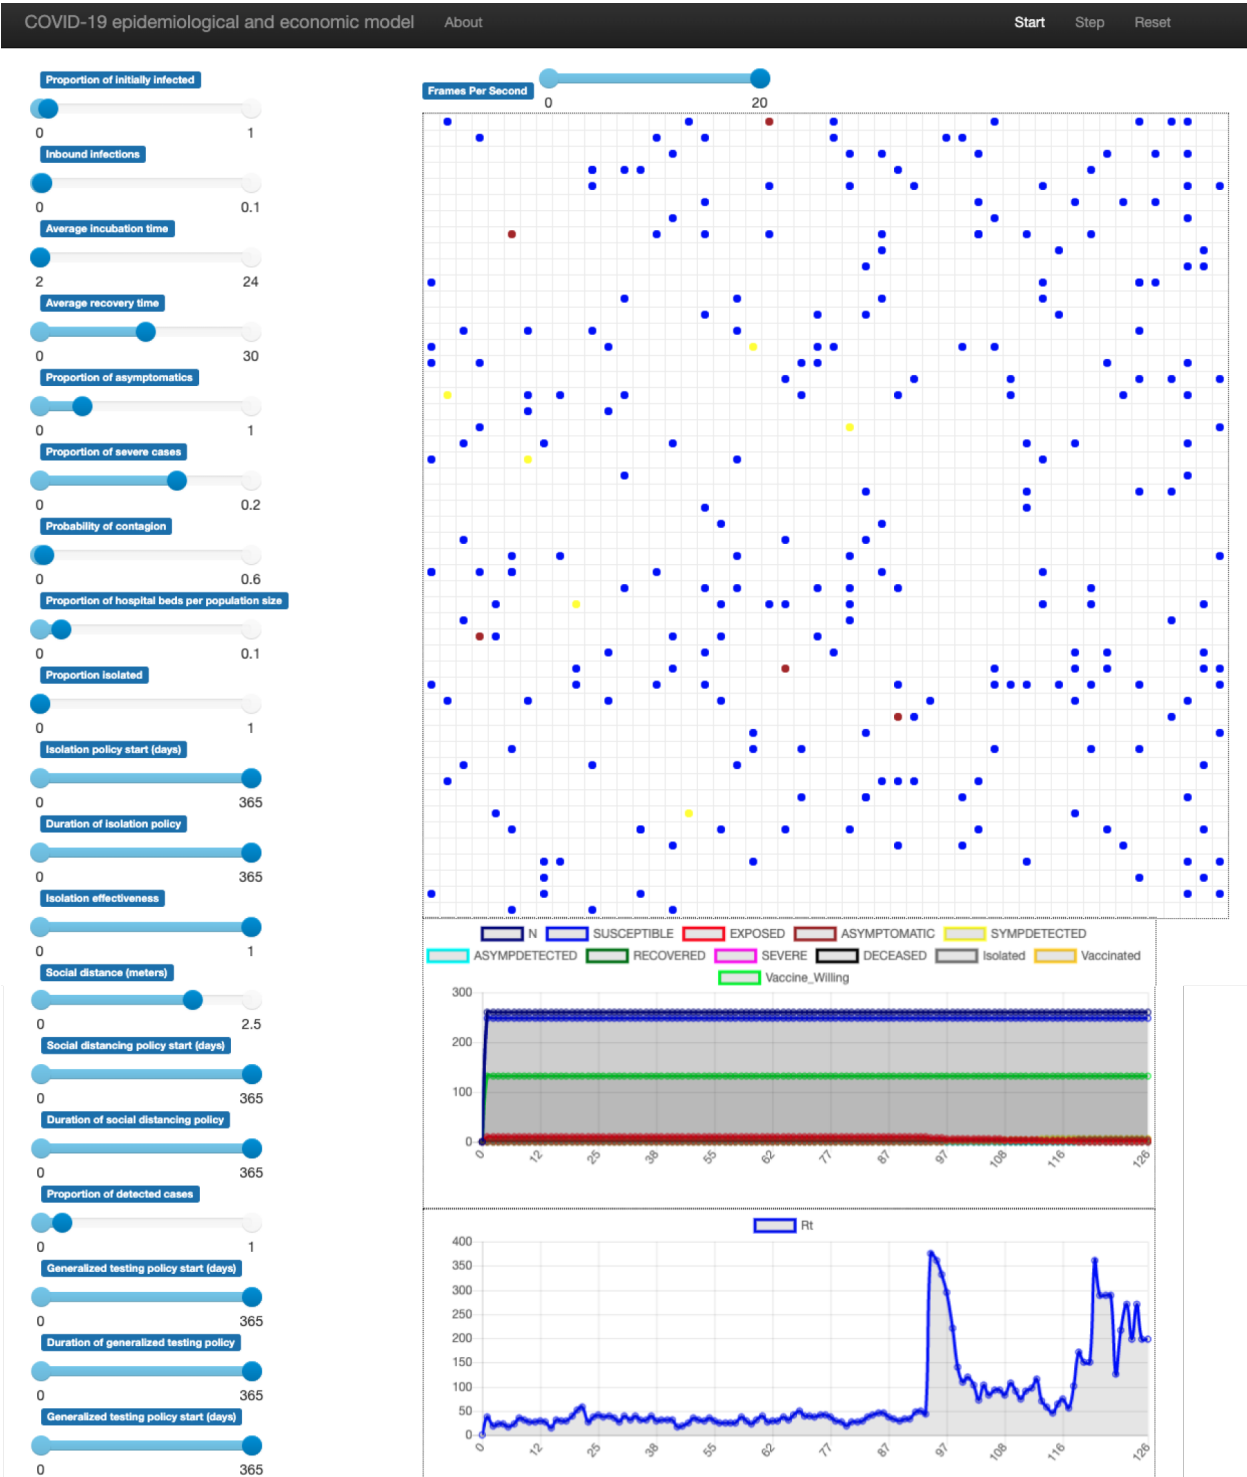 COVID-19 epidemiological and economic model About Start Step Reset
Proportion of initially infected
0 1
Inbound infections
0 0.1
Average incubation time
2 24
Average recovery time
0 30
Proportion of asymptomatics
0 1
Proportion of severe cases
0 0.2
Probability of contagion
0 0.6
Proportion of hospital beds per population size
0 0.1
Proportion isolated
0 1
Isolation policy start (days)
0 365
Duration of isolation policy
0 365
Isolation effectiveness
0 1
Social distance (meters)
0 2.5
Social distancing policy start (days)
0 365
Duration of social distancing policy
0 365
Proportion of detected cases
0 1
Generalized testing policy start (days)
0 365
Duration of generalized testing policy
0 365
Generalized testing policy start (days)
0 365
Frames Per Second
0 20
N SUSCEPTIBLE EXPOSED ASYMPTOMATIC SYMPDETECTED
ASYMPDETECTED RECOVERED SEVERE DECEASED Isolated Vaccinated
Vaccine_Willing
300
200
100
0
0 12 25 38 55 62 77 87 97 108 116 126
Rt
400
350
300
250
200
150
100
50
0
0 12 25 38 55 62 77 87 97 108 116 126